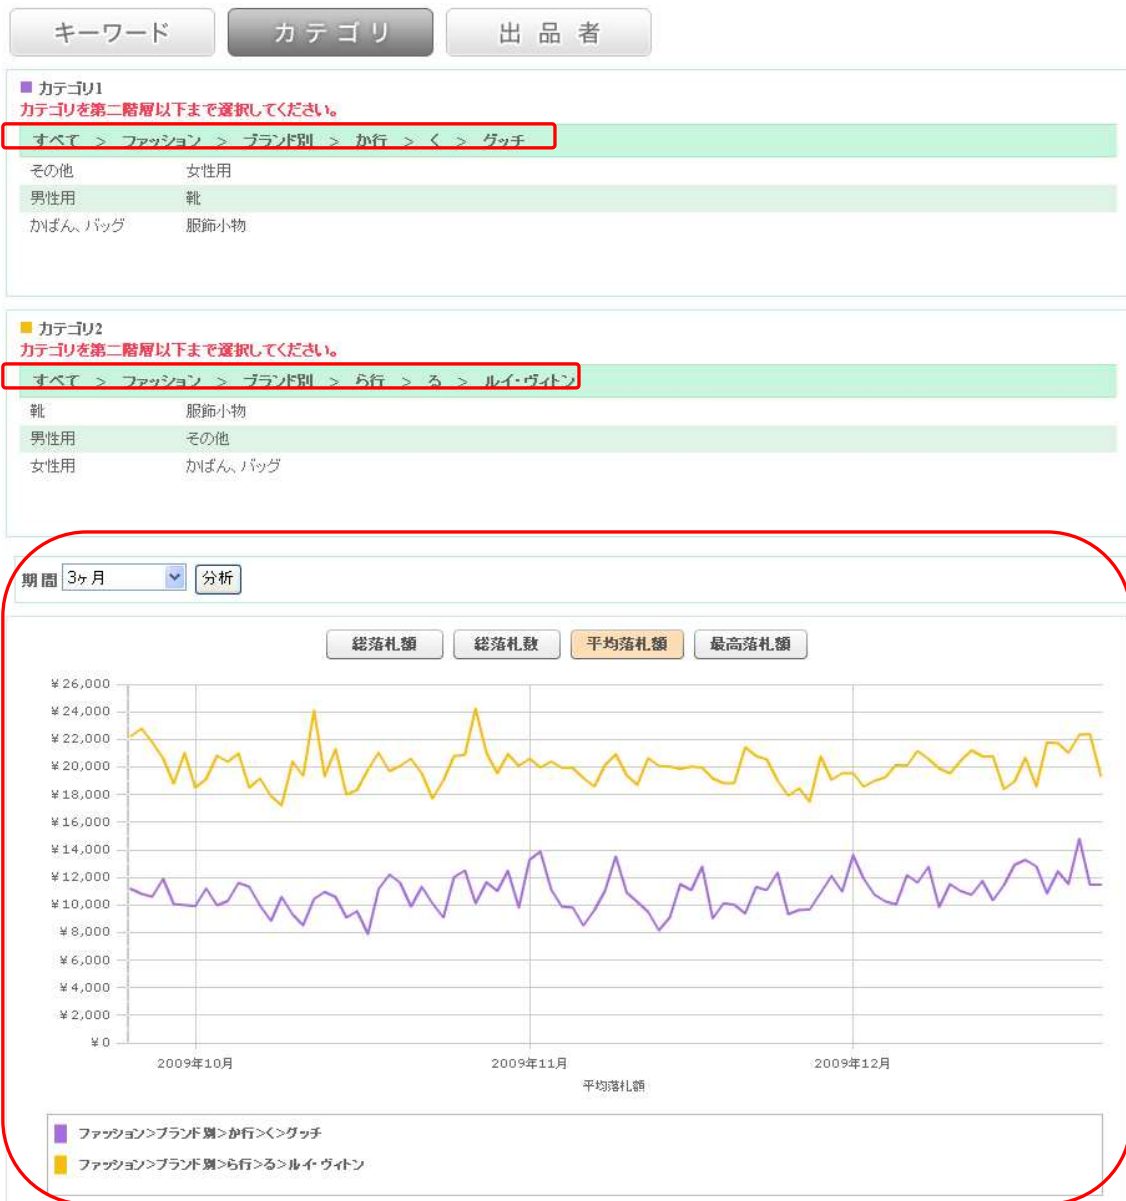 キーワード カテゴリ 出品者
カテゴリ1
カテゴリを第二階層以下まで選択してください。
すべて > ファッション > ブランド別 > か行 > く > グッチ
その他 女性用
男性用 靴
かばん、バッグ 服飾小物
カテゴリ2
カテゴリを第二階層以下まで選択してください。
すべて > ファッション > ブランド別 > ら行 > る > ルイ・ヴィトン
靴 服飾小物
男性用 その他
女性用 かばん、バッグ
期間 3ヶ月 分析
総落札額 総落札数 平均落札額 最高落札額
¥26,000
¥24,000
¥22,000
¥20,000
¥18,000
¥16,000
¥14,000
¥12,000
¥10,000
¥8,000
¥6,000
¥4,000
¥2,000
¥0
2009年10月 2009年11月 2009年12月
平均落札額
ファッション>ブランド別>か行>く>グッチ
ファッション>ブランド別>ら行>る>ルイ・ヴィトン